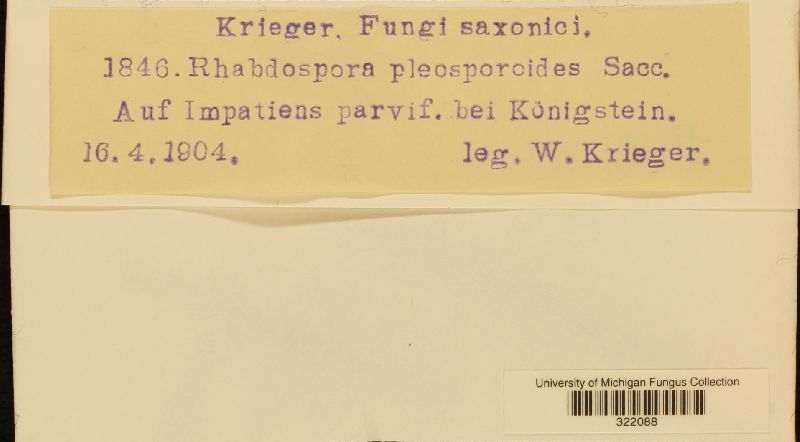 Krieger, Fungi saxonici.
1846. Rhabdospora pleosporoides Sacc.
Auf Impatiens parvif. bei Königstein.
16. 4. 1904. leg. W. Krieger.
University of Michigan Fungus Collection
322088